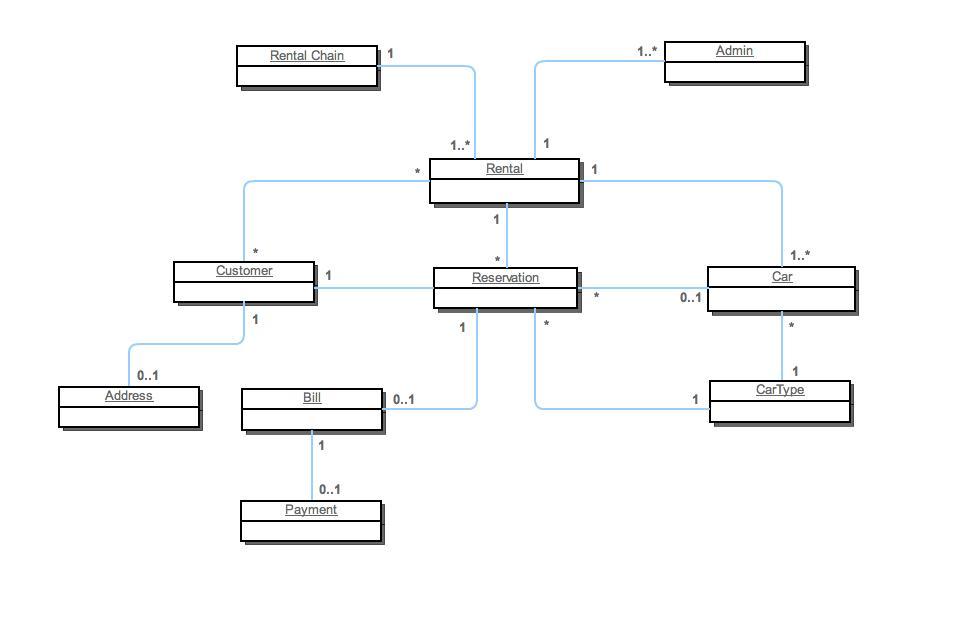 Rental Chain
1
1..*
Admin
1..*
1
Rental
*
1
1
*
*
1..*
Customer
1
Reservation
*
0..1
Car
1
1
*
*
0..1
1
Address
Bill
0..1
1
CarType
1
0..1
Payment